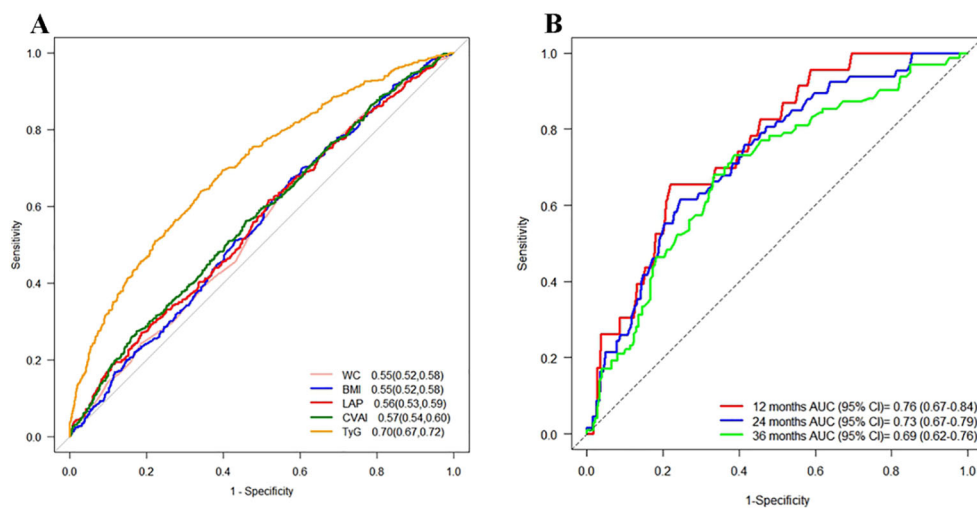 A
1.0
0.8
0.6
0.4
0.2
0.0
Sensitivity
WC 0.55(0.52,0.58)
BMI 0.55(0.52,0.58)
LAP 0.56(0.53,0.59)
CVAI 0.57(0.54,0.60)
TyG 0.70(0.67,0.72)
0.0 0.2 0.4 0.6 0.8 1.0
1 - Specificity
B
1.0
0.8
0.6
0.4
0.2
0.0
Sensitivity
12 months AUC (95% CI)= 0.76 (0.67-0.84)
24 months AUC (95% CI)= 0.73 (0.67-0.79)
36 months AUC (95% CI)= 0.69 (0.62-0.76)
0.0 0.2 0.4 0.6 0.8 1.0
1-Specificity